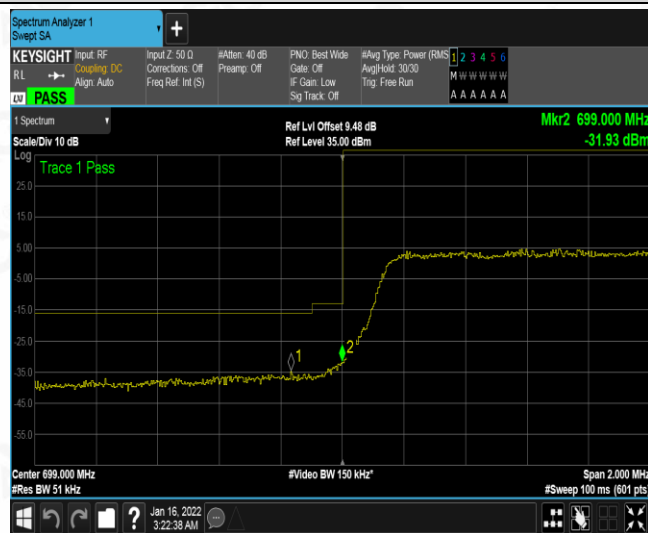 Spectrum Analyzer 1
Swept SA
+
KEYSIGHT Input: RF Input Z: 50 Ω #Atten: 40 dB PNO: Best Wide #Avg Type: Power (RMS 1 2 3 4 5 6
RL Coupling: DC Corrections: Off Preamp: Off Gate: Off Avg|Hold: 30/30 M W W W W W
Align: Auto Freq Ref: Int (S) IF Gain: Low Trig: Free Run
LXI PASS Sig Track: Off A A A A A A
1 Spectrum Ref Lvl Offset 9.48 dB Mkr2 699.000 MHz
Scale/Div 10 dB Ref Level 35.00 dBm -31.93 dBm
Log
Trace 1 Pass
25.0
15.0
5.00
-5.00
-15.0
-25.0
1 2
-35.0
-45.0
-55.0
Center 699.000 MHz #Video BW 150 kHz* Span 2.000 MHz
#Res BW 51 kHz #Sweep 100 ms (601 pts)
? Jan 16, 2022
3:22:38 AM